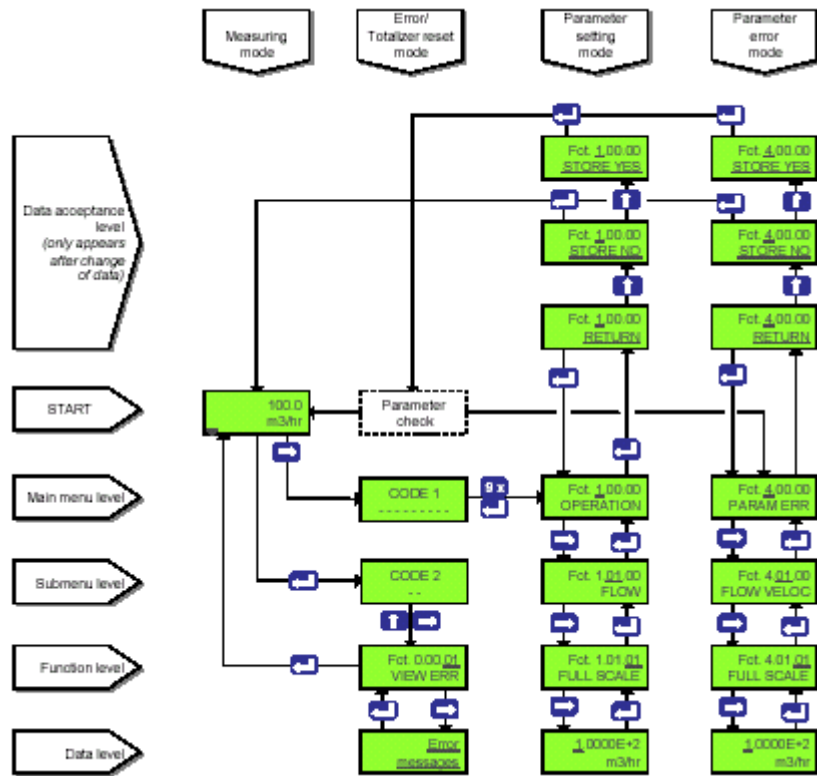 Measuring
mode
Error/
Totalizer reset
mode
Parameter
setting
mode
Parameter
error
mode
Data acceptance
level
(only appears
after change
of data)
Fct. 1.00.00
STORE YES
Fct. 4.00.00
STORE YES
Fct. 1.00.00
STORE NO
Fct. 4.00.00
STORE NO
Fct. 1.00.00
RETURN
Fct. 4.00.00
RETURN
START
100.0
m3/hr
Parameter
check
Main menu level
CODE 1
- - - - - - - - -
9 x
Fct. 1.00.00
OPERATION
Fct. 4.00.00
PARAM ERR
Submenu level
CODE 2
- -
Fct. 1.01.00
FLOW
Fct. 4.01.00
FLOW VELOC
Function level
Fct. 0.00.01
VIEW ERR
Fct. 1.01.01
FULL SCALE
Fct. 4.01.01
FULL SCALE
Data level
Error
messages
1.0000E+2
m3/hr
1.0000E+2
m3/hr